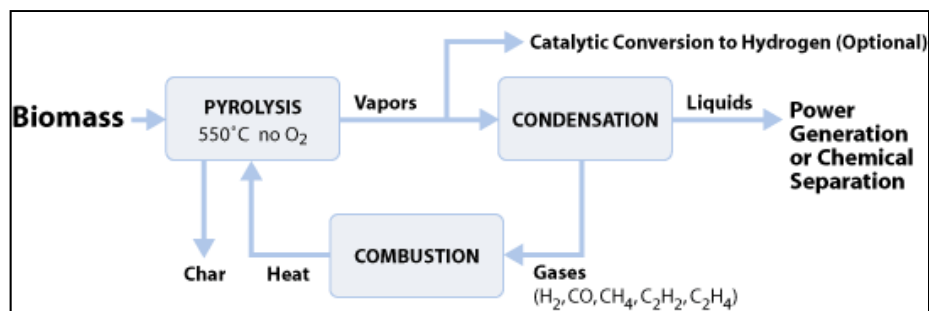 Catalytic Conversion to Hydrogen (Optional)
Biomass
PYROLYSIS
550˚C no O₂
Vapors
CONDENSATION
Liquids
Power
Generation
or Chemical
Separation
Char
Heat
COMBUSTION
Gases
(H₂, CO, CH₄, C₂H₂, C₂H₄)